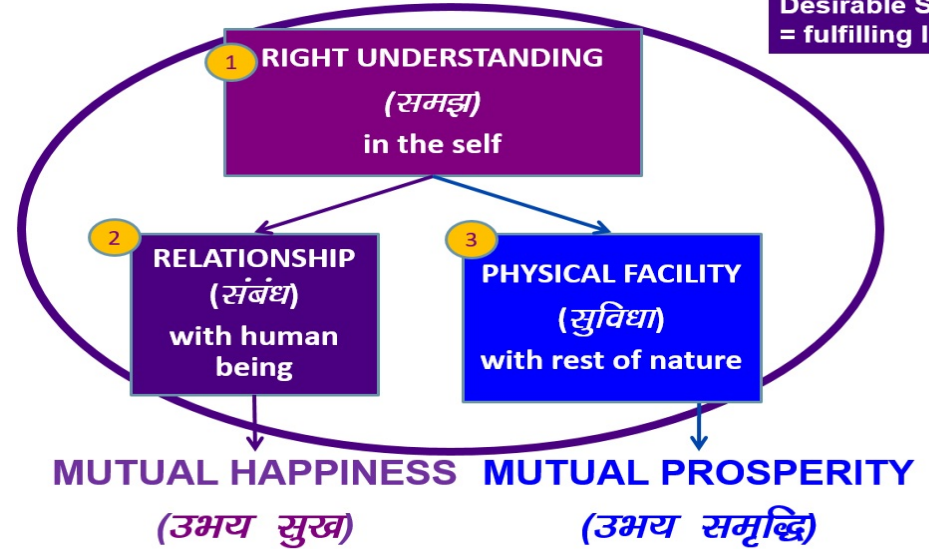 Desirable
= fulfilling
1
RIGHT UNDERSTANDING
(समझ)
in the self
2
RELATIONSHIP
(संबंध)
with human
being
3
PHYSICAL FACILITY
(सुविधा)
with rest of nature
MUTUAL HAPPINESS
(उभय सुख)
MUTUAL PROSPERITY
(उभय समृद्धि)